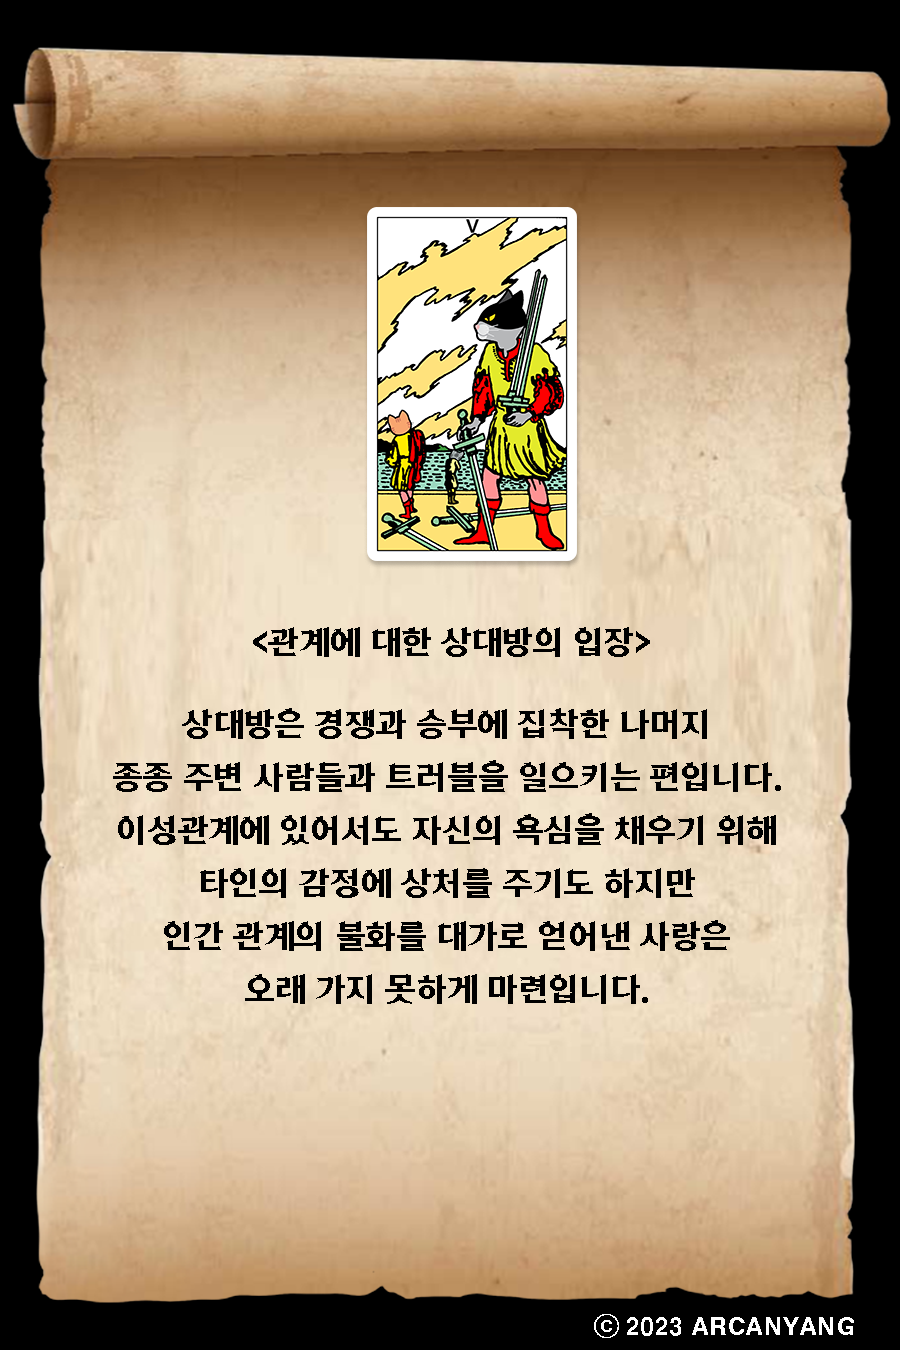 V
<관계에 대한 상대방의 입장>
상대방은 경쟁과 승부에 집착한 나머지
종종 주변 사람들과 트러블을 일으키는 편입니다.
이성관계에 있어서도 자신의 욕심을 채우기 위해
타인의 감정에 상처를 주기도 하지만
인간 관계의 불화를 대가로 얻어낸 사랑은
오래 가지 못하게 마련입니다.
ⓒ 2023 ARCANYANG